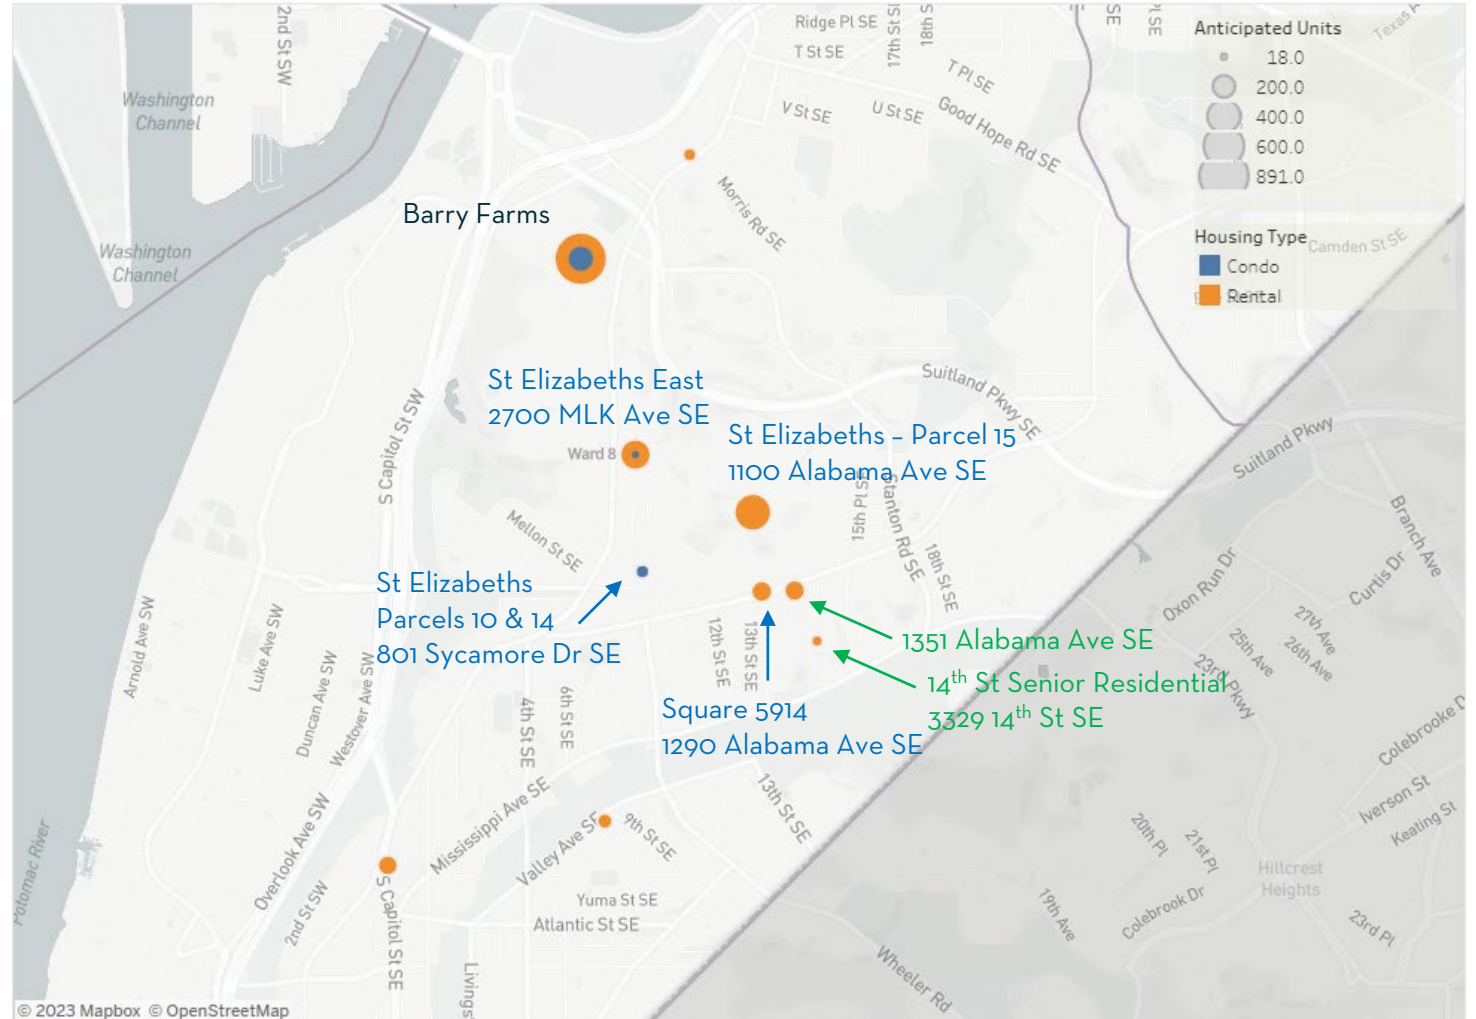 2nd St SW
Ridge Pl SE
T St SE
17th St
18th S
T Pl SE
SE
Pl SE
Anticipated Units
18.0
200.0
400.0
600.0
891.0
Texas A
Washington
Channel
V St SE
U St SE
Good Hope Rd SE
Morris Rd SE
Barry Farms
Washington
Channel
Housing Type
Condo
Rental
Camden St SE
St Elizabeths East
2700 MLK Ave SE
Suitland Pkwy SE
S Capitol St SW
Ward 8
St Elizabeths – Parcel 15
1100 Alabama Ave SE
Suitland Pkwy
Branch Ave
15th Pl SE
Stanton Rd SE
18th St SE
Mellon St SE
St Elizabeths
Parcels 10 & 14
801 Sycamore Dr SE
Oxon Run Dr
Curtis Dr
27th Ave
26th Ave
25th Ave
23rd Pkwy
Arnold Ave SW
Luke Ave SW
Duncan Ave SW
Westover Ave SW
12th St SE
13th St SE
1351 Alabama Ave SE
14th St Senior Residential
3329 14th St SE
Square 5914
1290 Alabama Ave SE
4th St SE
6th St SE
Colebrooke D
Iverson St
Keating St
13th St SE
Mississippi Ave SE
Valley Ave SE
9th St SE
20th Pl
21st Pl
Hillcrest
Heights
Overlook Ave SW
2nd St SW
S Capitol St SE
Yuma St SE
Atlantic St SE
19th Ave
Colebrook Dr
23rd Pl
Potomac River
Livings
Wheeler Rd
© 2023 Mapbox © OpenStreetMap